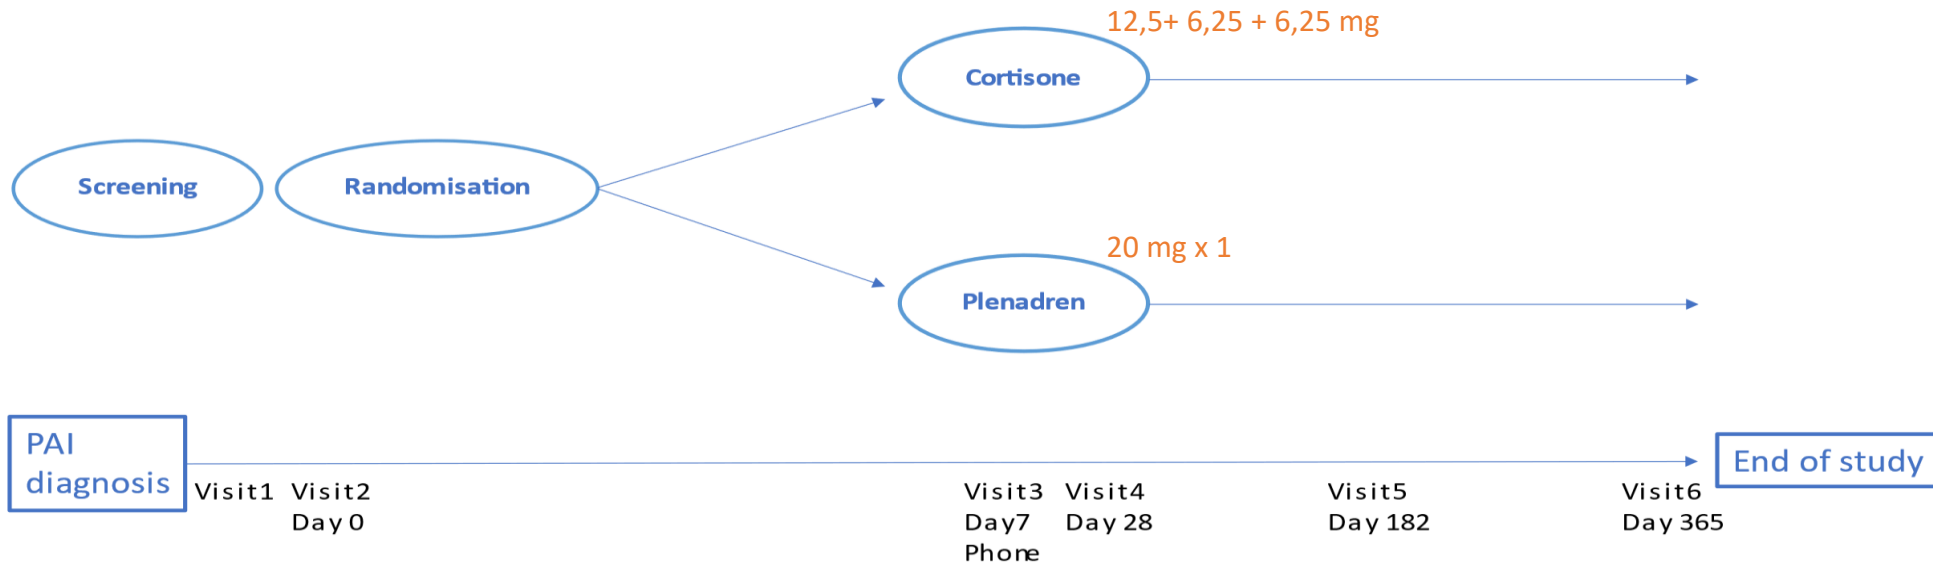 12,5+ 6,25 + 6,25 mg
Cortisone
Screening
Randomisation
20 mg x 1
Plenadren
PAI
diagnosis
End of study
Visit1
Visit2
Day 0
Visit3
Day7
Phone
Visit4
Day 28
Visit5
Day 182
Visit6
Day 365